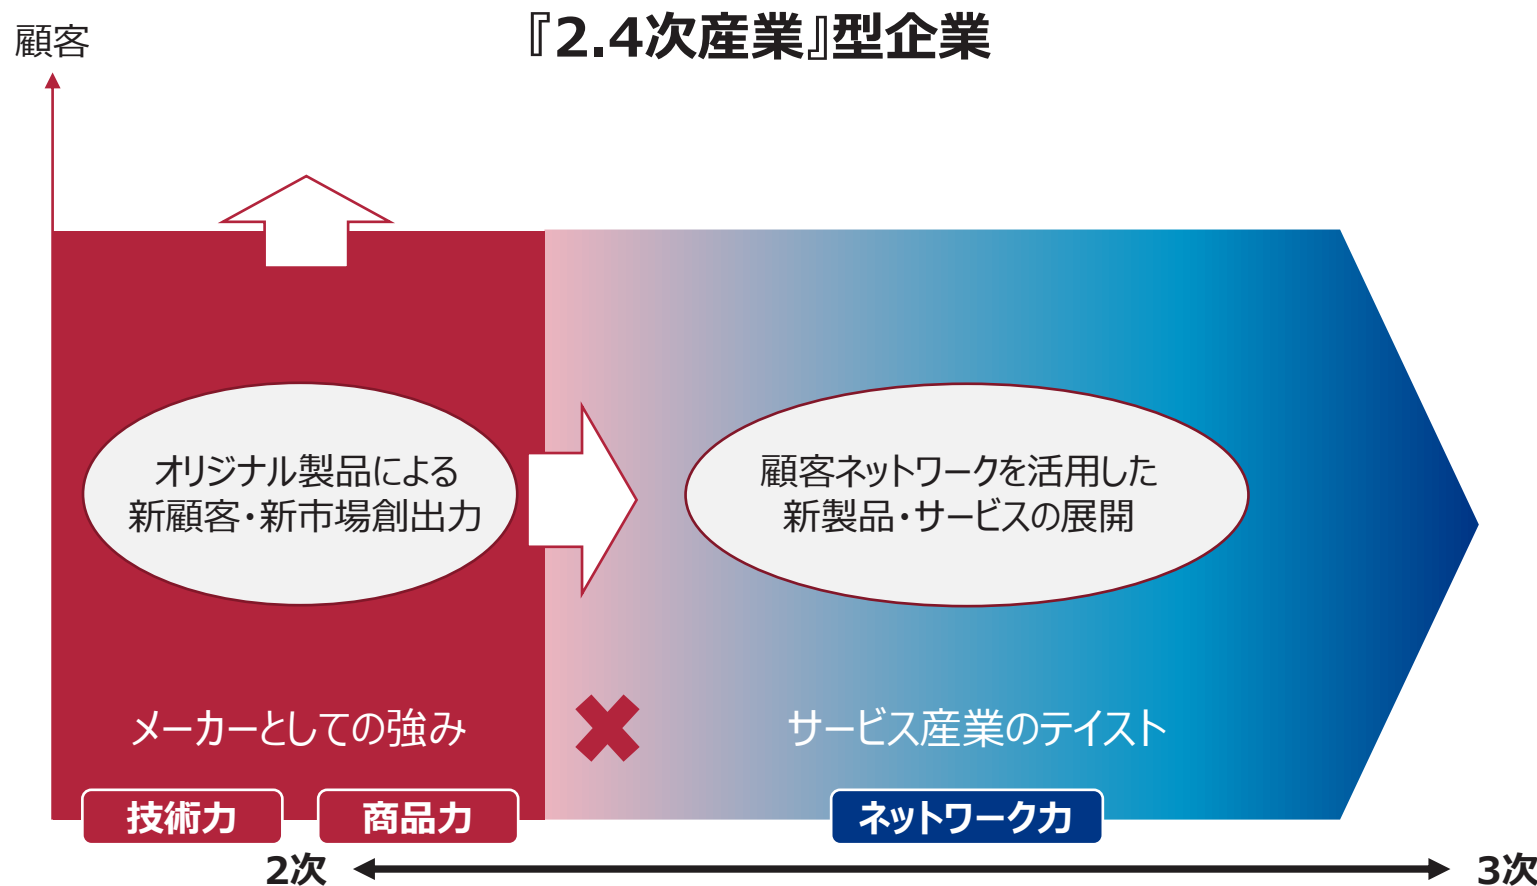 『2.4次産業』型企業
顧客
オリジナル製品による
新顧客・新市場創出力
顧客ネットワークを活用した
新製品・サービスの展開
メーカーとしての強み
サービス産業のテイスト
技術力
商品力
ネットワーク力
2次
3次